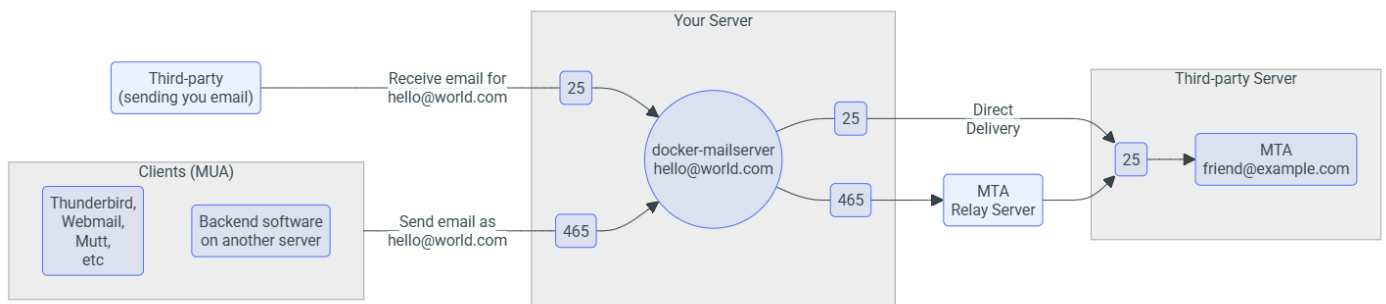 Your Server
Third-party
(sending you email)
Receive email for
hello@world.com
25
docker-mailserver
hello@world.com
25
Direct
Delivery
Third-party Server
25
MTA
friend@example.com
Clients (MUA)
Thunderbird,
Webmail,
Mutt,
etc
Backend software
on another server
Send email as
hello@world.com
465
465
MTA
Relay Server